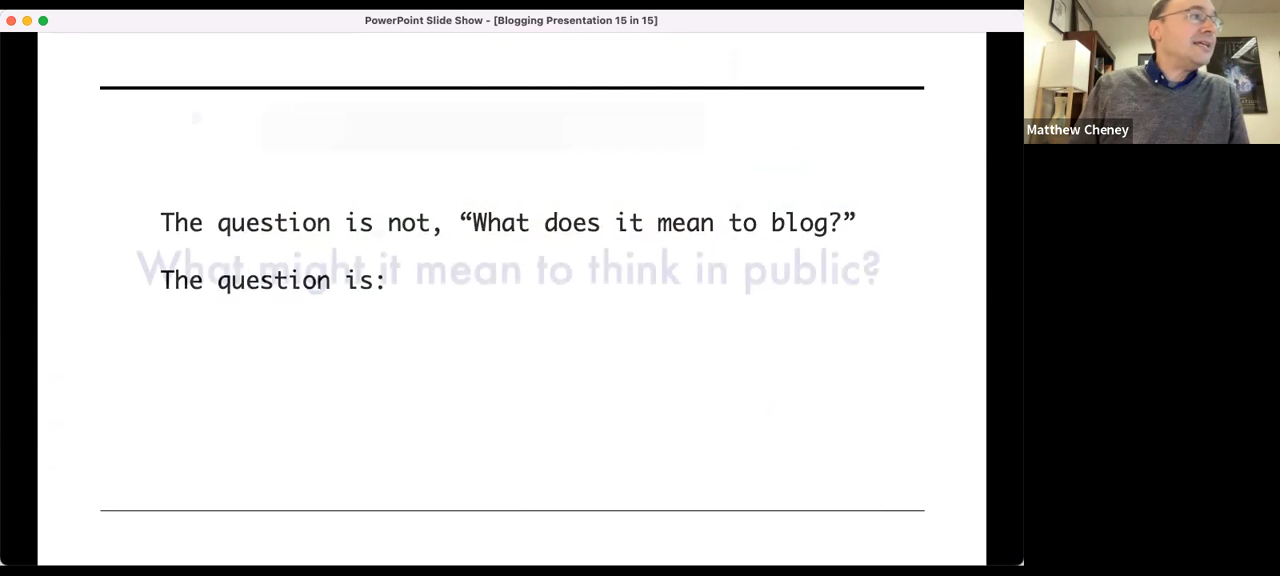 PowerPoint Slide Show - [Blogging Presentation 15 in 15]
Matthew Cheney
The question is not, “What does it mean to blog?”
What might it mean to think in public?
The question is: